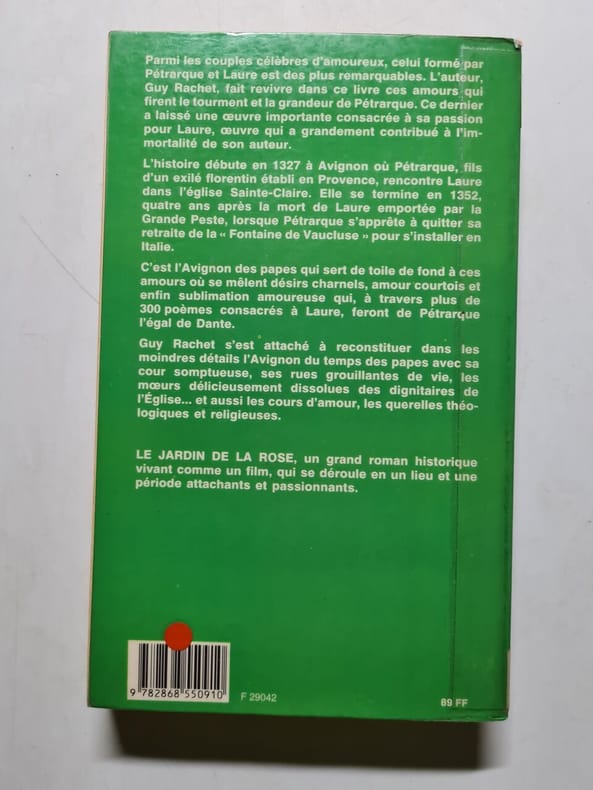 Parmi les couples célèbres d'amoureux, celui formé par
Pétrarque et Laure est des plus remarquables. L'auteur,
Guy Rachet, fait revivre dans ce livre ces amours qui
firent le tourment et la grandeur de Pétrarque. Ce dernier
a laissé une œuvre importante consacrée à sa passion
pour Laure, œuvre qui a grandement contribué à l'im-
mortalité de son auteur.
L'histoire débute en 1327 à Avignon où Pétrarque, fils
d'un exilé florentin établi en Provence, rencontre Laure
dans l'église Sainte-Claire. Elle se termine en 1352,
quatre ans après la mort de Laure emportée par la
Grande Peste, lorsque Pétrarque s'apprête à quitter sa
retraite de la « Fontaine de Vaucluse » pour s'installer en
Italie.
C'est l'Avignon des papes qui sert de toile de fond à ces
amours où se mêlent désirs charnels, amour courtois et
enfin sublimation amoureuse qui, à travers plus de
300 poèmes consacrés à Laure, feront de Pétrarque
l'égal de Dante.
Guy Rachet s'est attaché à reconstituer dans les
moindres détails l'Avignon du temps des papes avec sa
cour somptueuse, ses rues grouillantes de vie, les
mœurs délicieusement dissolues des dignitaires de
l'Église... et aussi les cours d'amour, les querelles théo-
logiques et religieuses.
LE JARDIN DE LA ROSE, un grand roman historique
vivant comme un film, qui se déroule en un lieu et une
période attachants et passionnants.
9 782868 550910
F 29042
89 FF